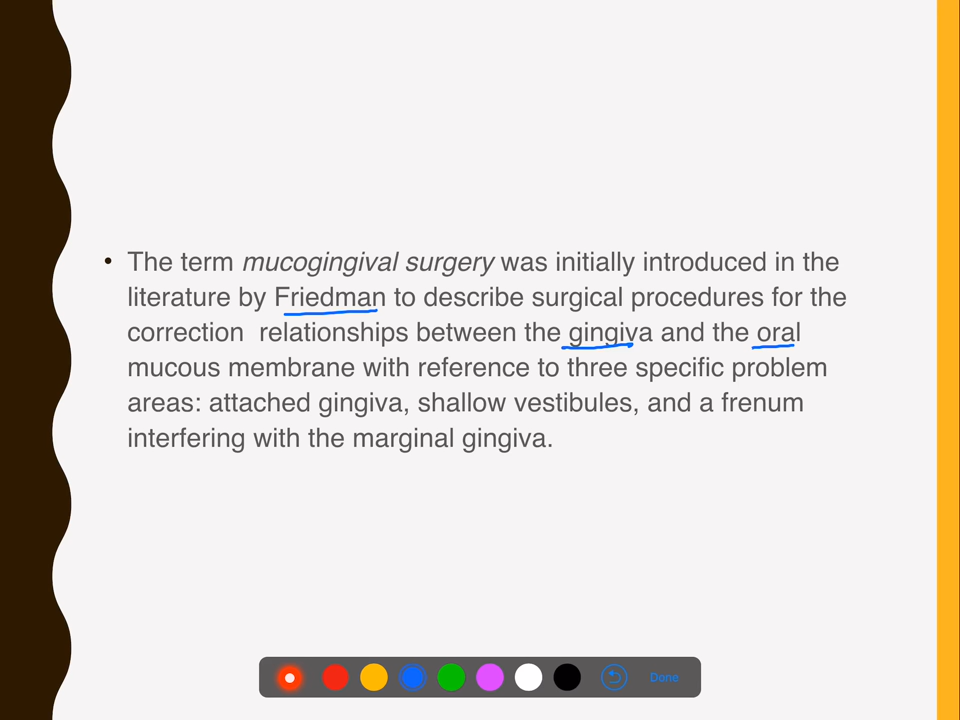 • The term mucogingival surgery was initially introduced in the
literature by Friedman to describe surgical procedures for the
correction  relationships between the gingiva and the oral
mucous membrane with reference to three specific problem
areas: attached gingiva, shallow vestibules, and a frenum
interfering with the marginal gingiva.
Done